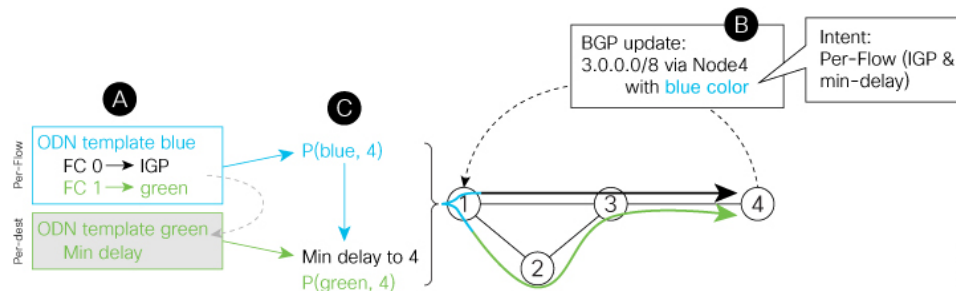 B
BGP update:
3.0.0.0/8 via Node4
with blue color
Intent:
Per-Flow (IGP &
min-delay)
A
C
Per-Flow
ODN template blue
FC 0 → IGP
FC 1 → green
P(blue, 4)
Per-dest
ODN template green
Min delay
Min delay to 4
P(green, 4)
1
3
4
2